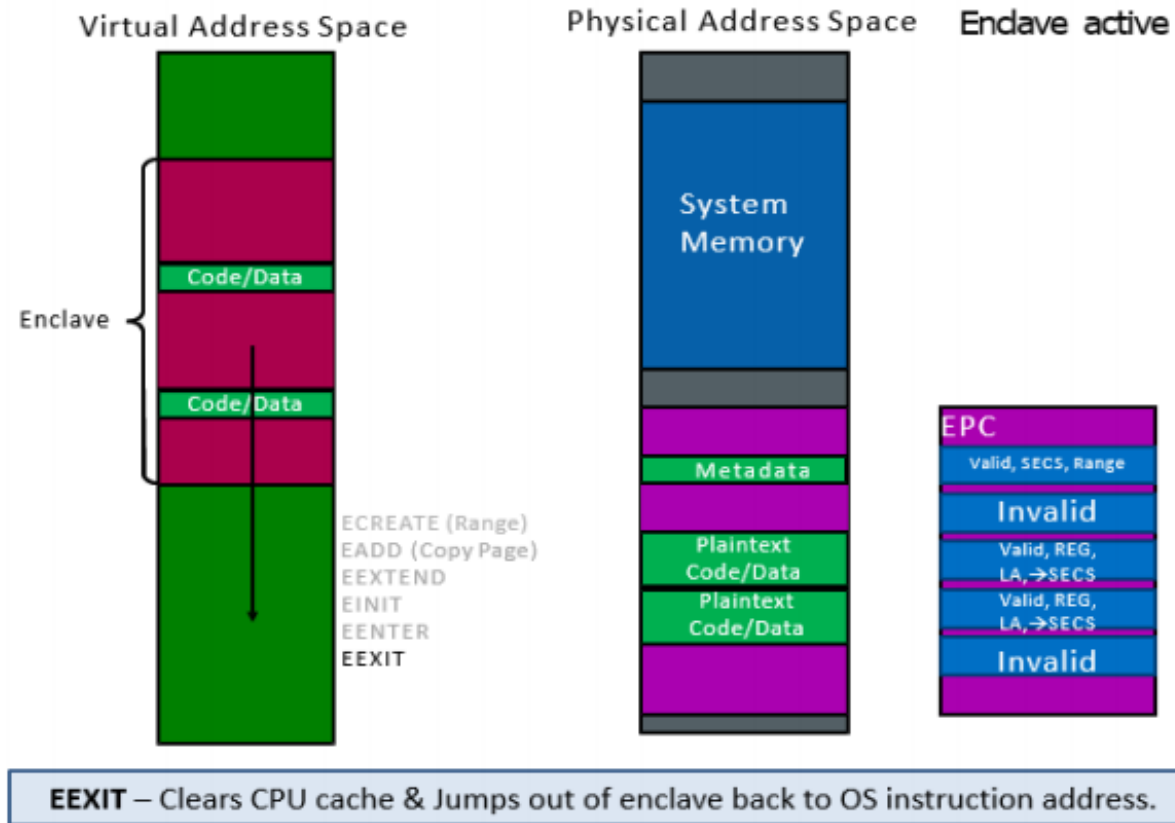 Virtual Address Space
Physical Address Space
Enclave active
Code/Data
Enclave
Code/Data
ECREATE (Range)
EADD (Copy Page)
EEXTEND
EINIT
EENTER
EEXIT
System
Memory
Metadata
Plaintext
Code/Data
Plaintext
Code/Data
EPC
Valid, SECS, Range
Invalid
Valid, REG,
LA,→SECS
Valid, REG,
LA,→SECS
Invalid
EEXIT – Clears CPU cache & Jumps out of enclave back to OS instruction address.